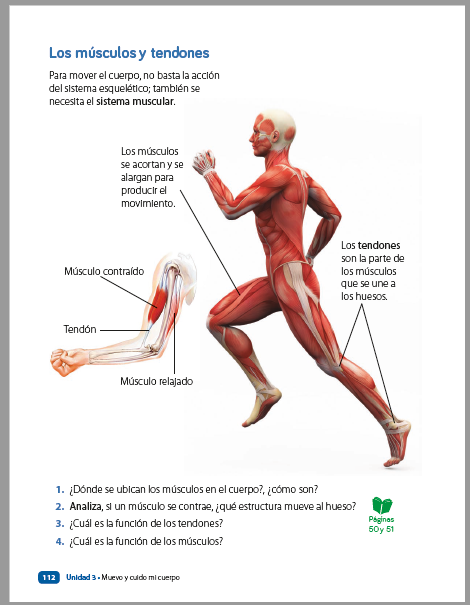 Los músculos y tendones
Para mover el cuerpo, no basta la acción
del sistema esquelético; también se
necesita el sistema muscular.
Los músculos
se acortan y se
alargan para
producir el
movimiento.
Los tendones
son la parte de
los músculos
que se une a
los huesos.
Músculo contraído
Tendón
Músculo relajado
1. ¿Dónde se ubican los músculos en el cuerpo?, ¿cómo son?
2. Analiza, si un músculo se contrae, ¿qué estructura mueve al hueso?
3. ¿Cuál es la función de los tendones?
4. ¿Cuál es la función de los músculos?
Páginas
50 y 51
112 Unidad 3 • Muevo y cuido mi cuerpo